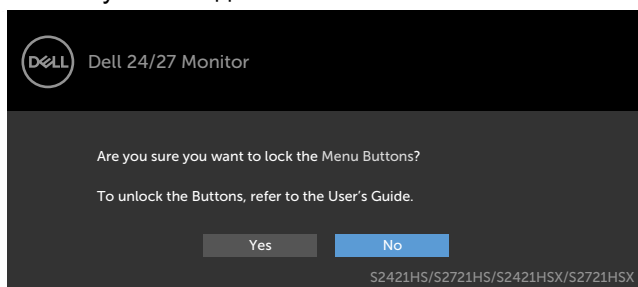 DELL
Dell 24/27 Monitor
Are you sure you want to lock the Menu Buttons?
To unlock the Buttons, refer to the User's Guide.
Yes
No
S2421HS/S2721HS/S2421HSX/S2721HSX